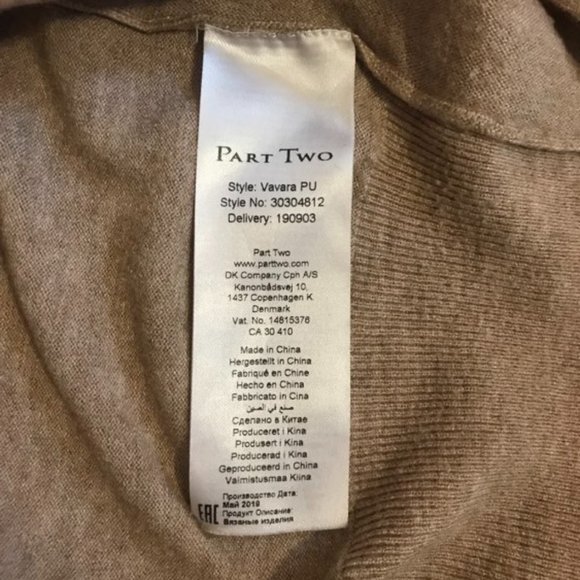 PART TWO
Style: Vavara PU
Style No: 30304812
Delivery: 190903
Part Two
www.parttwo.com
DK Company Cph A/S
Kanonbådsvej 10,
1437 Copenhagen K
Denmark
Vat. No. 14815376
CA 30 410
Made in China
Hergestellt in China
Fabriqué en Chine
Hecho en China
Fabbricato in Cina
صنع في الصين
Сделано в Китае
Produceret i Kina
Produsert i Kina
Producerad i Kina
Geproduceerd in China
Valmistusmaa Kiina
Производство Дата:
Май 2019
Продукт Описание:
Вязаные изделия
EAC